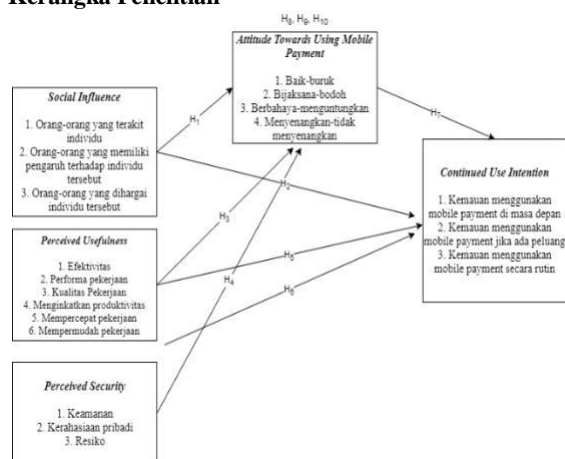 Kerangka Penelitian
H8, H9, H10
Attitude Towards Using Mobile
Payment
1. Baik-buruk
2. Bijaksana-bodoh
3. Berbahaya-menguntungkan
4. Menyenangkan-tidak
menyenangkan
Social Influence
1. Orang-orang yang terakit
individu
2. Orang-orang yang memiliki
pengaruh terhadap individu
tersebut
3. Orang-orang yang dihargai
individu tersebut
H1
H2
H3
H4
H5
H6
H7
Perceived Usefulness
1. Efektivitas
2. Performa pekerjaan
3. Kualitas Pekerjaan
4. Menginkatkan produktivitas
5. Mempercepat pekerjaan
6. Mempermudah pekerjaan
Perceived Security
1. Keamanan
2. Kerahasiaan pribadi
3. Resiko
Continued Use Intention
1. Kemauan menggunakan
mobile payment di masa depan
2. Kemauan menggunakan
mobile payment jika ada peluang
3. Kemauan menggunakan
mobile payment secara rutin